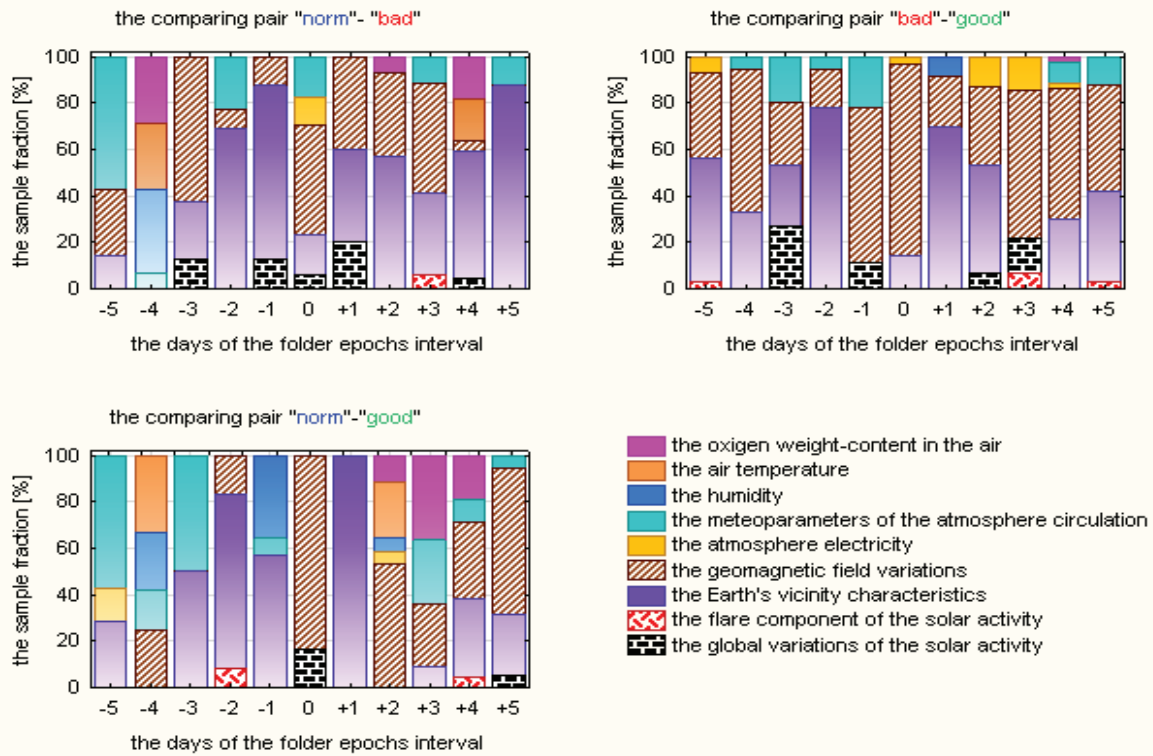 the comparing pair "norm"- "bad"
the sample fraction [%]
100
80
60
40
20
0
-5 -4 -3 -2 -1 0 +1 +2 +3 +4 +5
the days of the folder epochs interval
the comparing pair "bad"-"good"
the sample fraction [%]
100
80
60
40
20
0
-5 -4 -3 -2 -1 0 +1 +2 +3 +4 +5
the days of the folder epochs interval
the comparing pair "norm"-"good"
the sample fraction [%]
100
80
60
40
20
0
-5 -4 -3 -2 -1 0 +1 +2 +3 +4 +5
the days of the folder epochs interval
the oxigen weight-content in the air
the air temperature
the humidity
the meteoparameters of the atmosphere circulation
the atmosphere electricity
the geomagnetic field variations
the Earth's vicinity characteristics
the flare component of the solar activity
the global variations of the solar activity